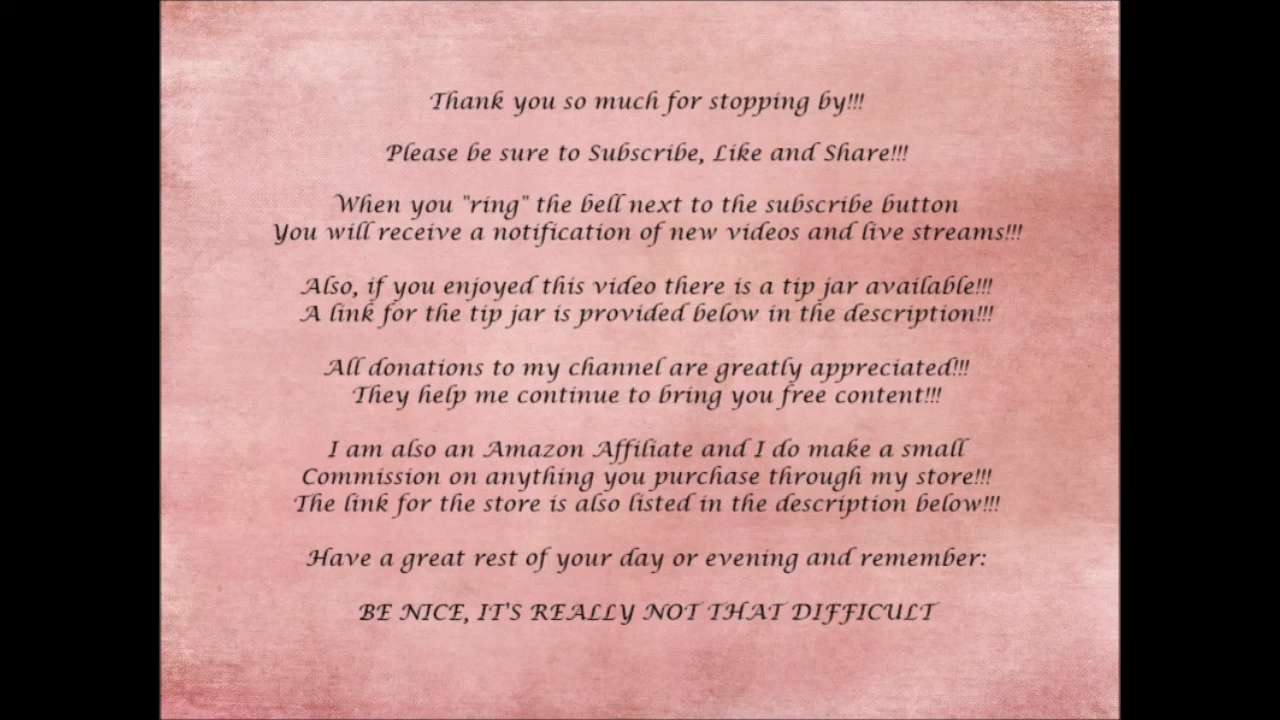 Thank you so much for stopping by!!!
Please be sure to Subscribe, Like and Share!!!
When you "ring" the bell next to the subscribe button
You will receive a notification of new videos and live streams!!!
Also, if you enjoyed this video there is a tip jar available!!!
A link for the tip jar is provided below in the description!!!
All donations to my channel are greatly appreciated!!!
They help me continue to bring you free content!!!
I am also an Amazon Affiliate and I do make a small
Commission on anything you purchase through my store!!!
The link for the store is also listed in the description below!!!
Have a great rest of your day or evening and remember:
BE NICE, IT'S REALLY NOT THAT DIFFICULT